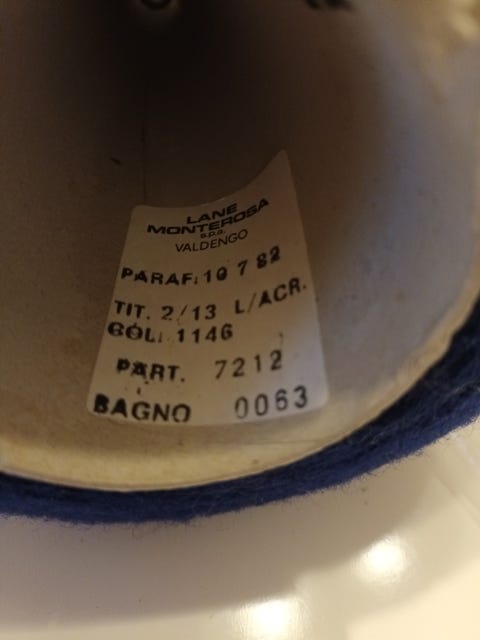 LANE
MONTEROSA
s.p.a.
VALDENGO
PARAF. 10 7 82
TIT. 2/13 L/ACR.
COL. 1146
PART. 7212
BAGNO 0063